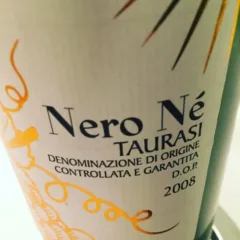 Nero Né
TAURASI
DENOMINAZIONE DI ORIGINE
CONTROLLATA E GARANTITA
D.O.P.
2008